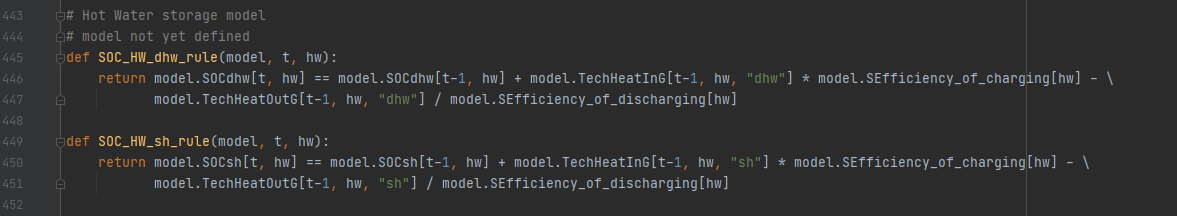 443 # Hot Water storage model
444 # model not yet defined
445 def SOC_HW_dhw_rule(model, t, hw):
446     return model.SOCdhw[t, hw] == model.SOCdhw[t-1, hw] + model.TechHeatInG[t-1, hw, "dhw"] * model.SEfficiency_of_charging[hw] - \
447            model.TechHeatOutG[t-1, hw, "dhw"] / model.SEfficiency_of_discharging[hw]
448
449 def SOC_HW_sh_rule(model, t, hw):
450     return model.SOCsh[t, hw] == model.SOCsh[t-1, hw] + model.TechHeatInG[t-1, hw, "sh"] * model.SEfficiency_of_charging[hw] - \
451            model.TechHeatOutG[t-1, hw, "sh"] / model.SEfficiency_of_discharging[hw]
452